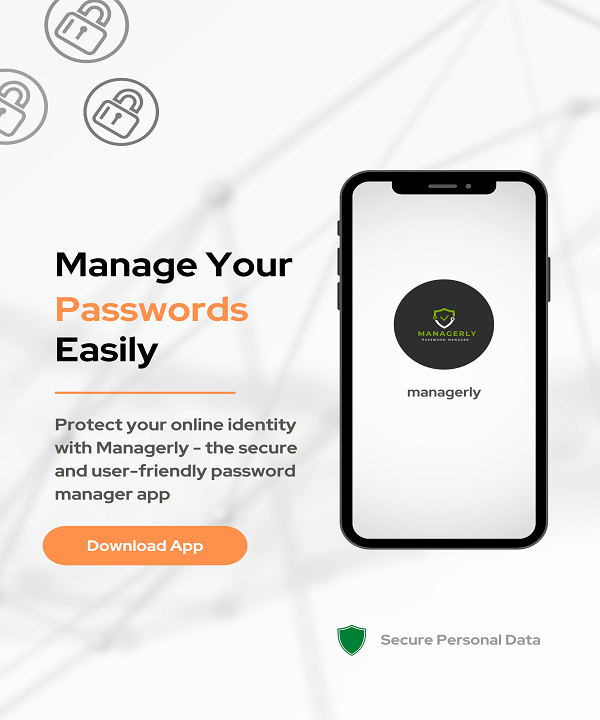 Manage Your
Passwords
Easily
Protect your online identity
with Managerly - the secure
and user-friendly password
manager app
Download App
MANAGERLY
PASSWORD MANAGER
managerly
Secure Personal Data